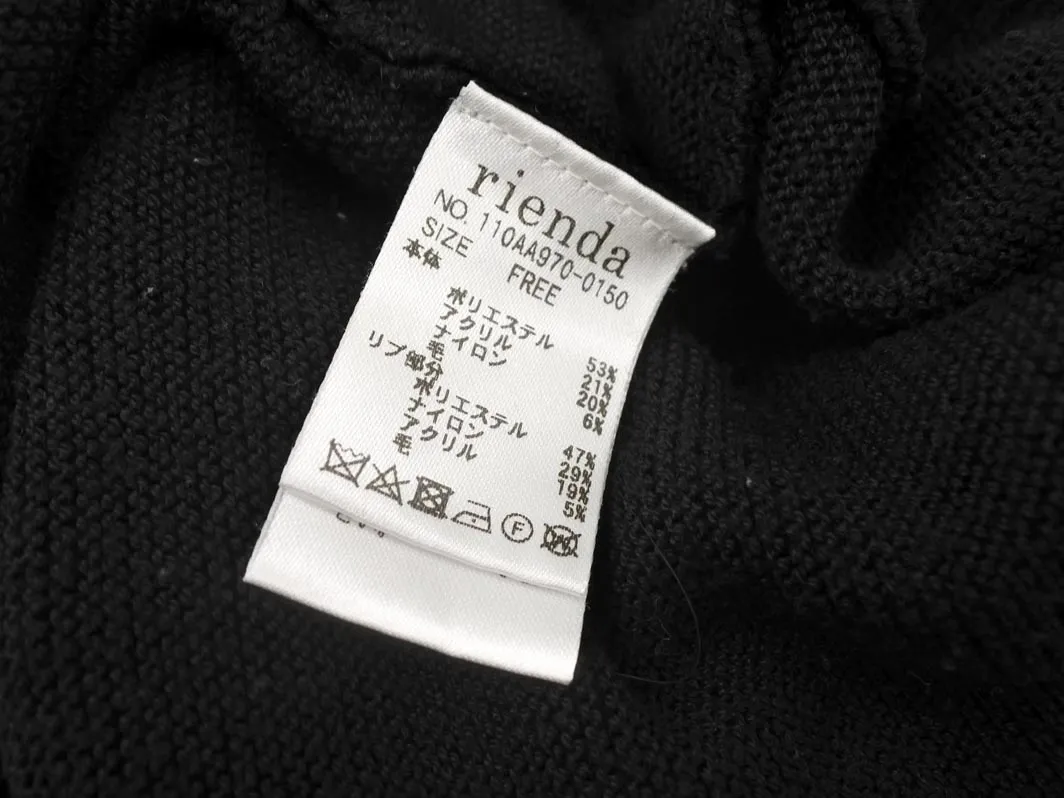 rienda
NO. 110AA970-0150
SIZE FREE
本体
ポリエステル 53%
アクリル 21%
ナイロン 20%
毛 6%
リブ部分
ポリエステル 47%
ナイロン 29%
アクリル 19%
毛 5%
F
W